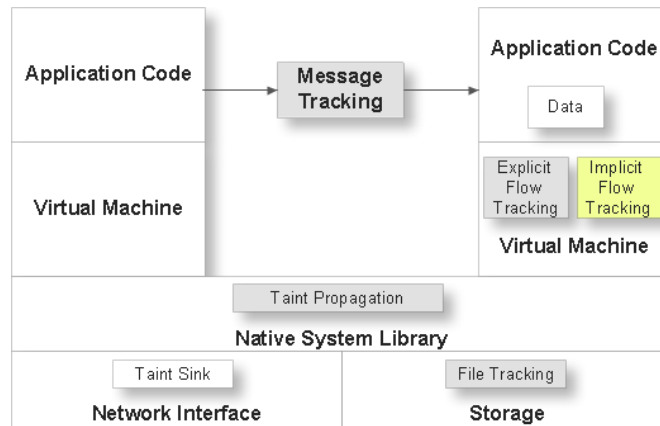 Application Code
Message
Tracking
Application Code
Data
Virtual Machine
Explicit
Flow
Tracking
Implicit
Flow
Tracking
Virtual Machine
Taint Propagation
Native System Library
Taint Sink
Network Interface
File Tracking
Storage